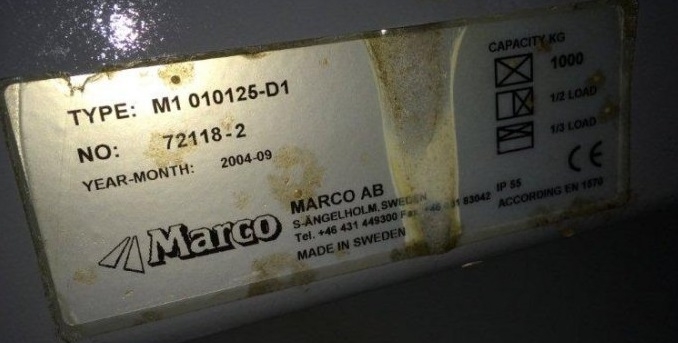 TYPE: M1 010125-D1
NO: 72118-2
YEAR-MONTH: 2004-09
Marco
MARCO AB
S-ÄNGELHOLM, SWEDEN
Tel. +46 431 449300 Fax. +46 83042
MADE IN SWEDEN
CAPACITY KG
1000
1/2 LOAD
1/3 LOAD
CE
IP 55
ACCORDING EN 1570